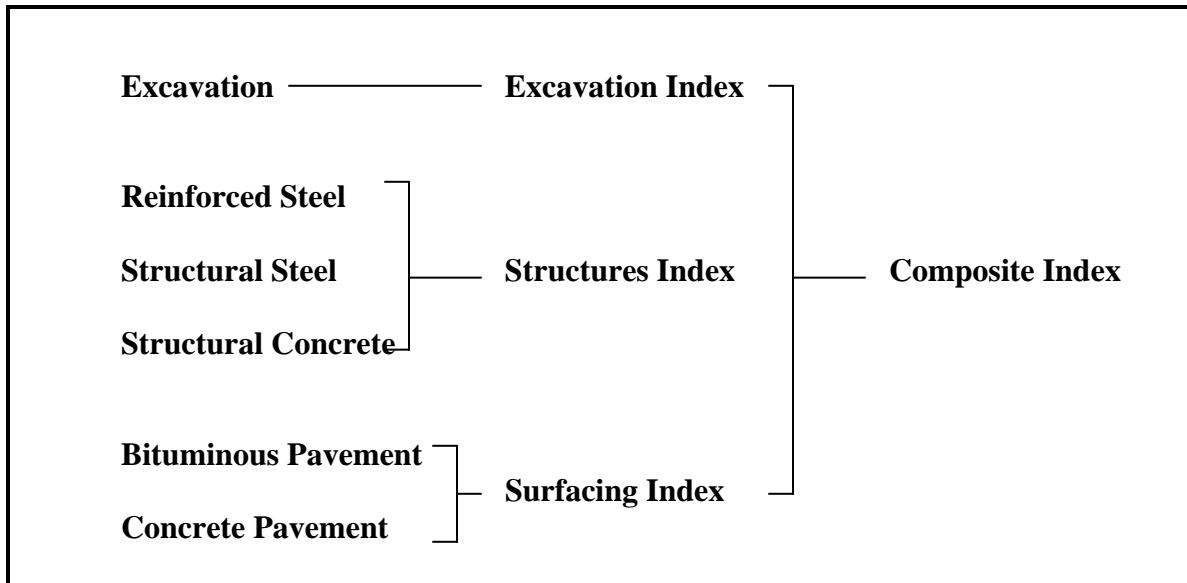 Excavation Excavation Index
Reinforced Steel
Structural Steel Structures Index Composite Index
Structural Concrete
Bituminous Pavement
Surfacing Index
Concrete Pavement